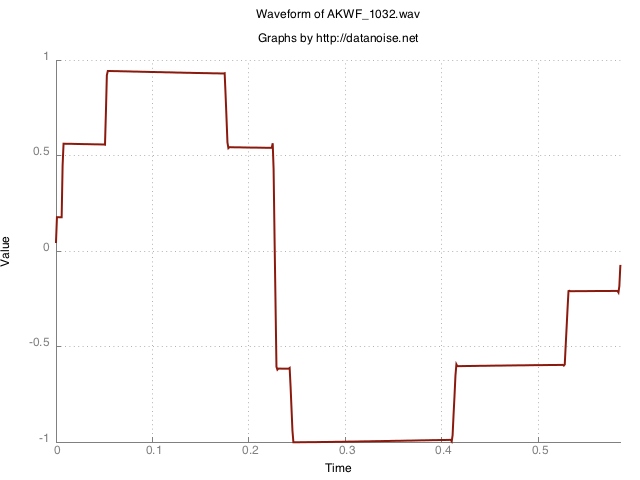 Waveform of AKWF_1032.wav
Graphs by http://datanoise.net
1
0.5
0
-0.5
-1
Value
0 0.1 0.2 0.3 0.4 0.5
Time